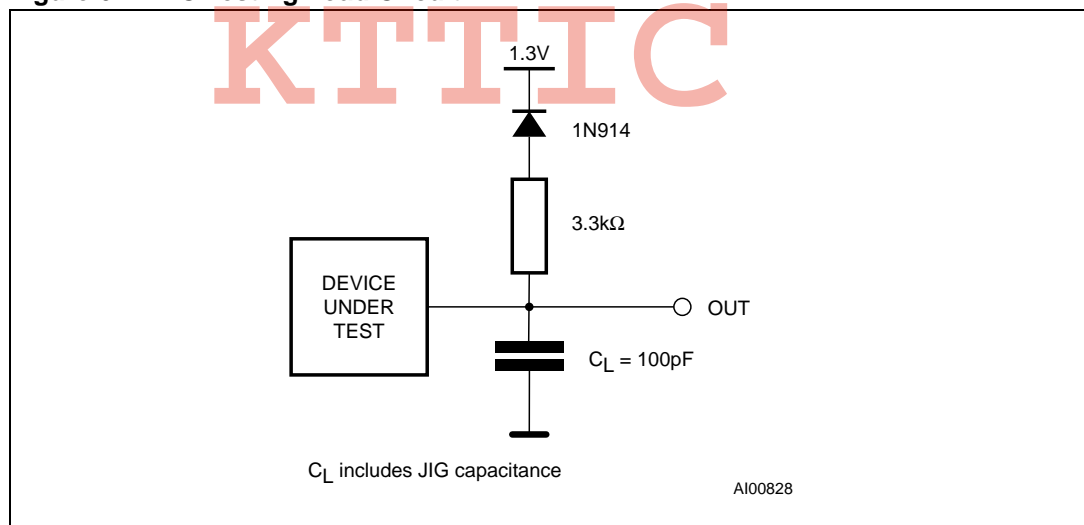 KTTIC
1.3V
1N914
3.3kΩ
DEVICE
UNDER
TEST
OUT
CL = 100pF
CL includes JIG capacitance
AI00828